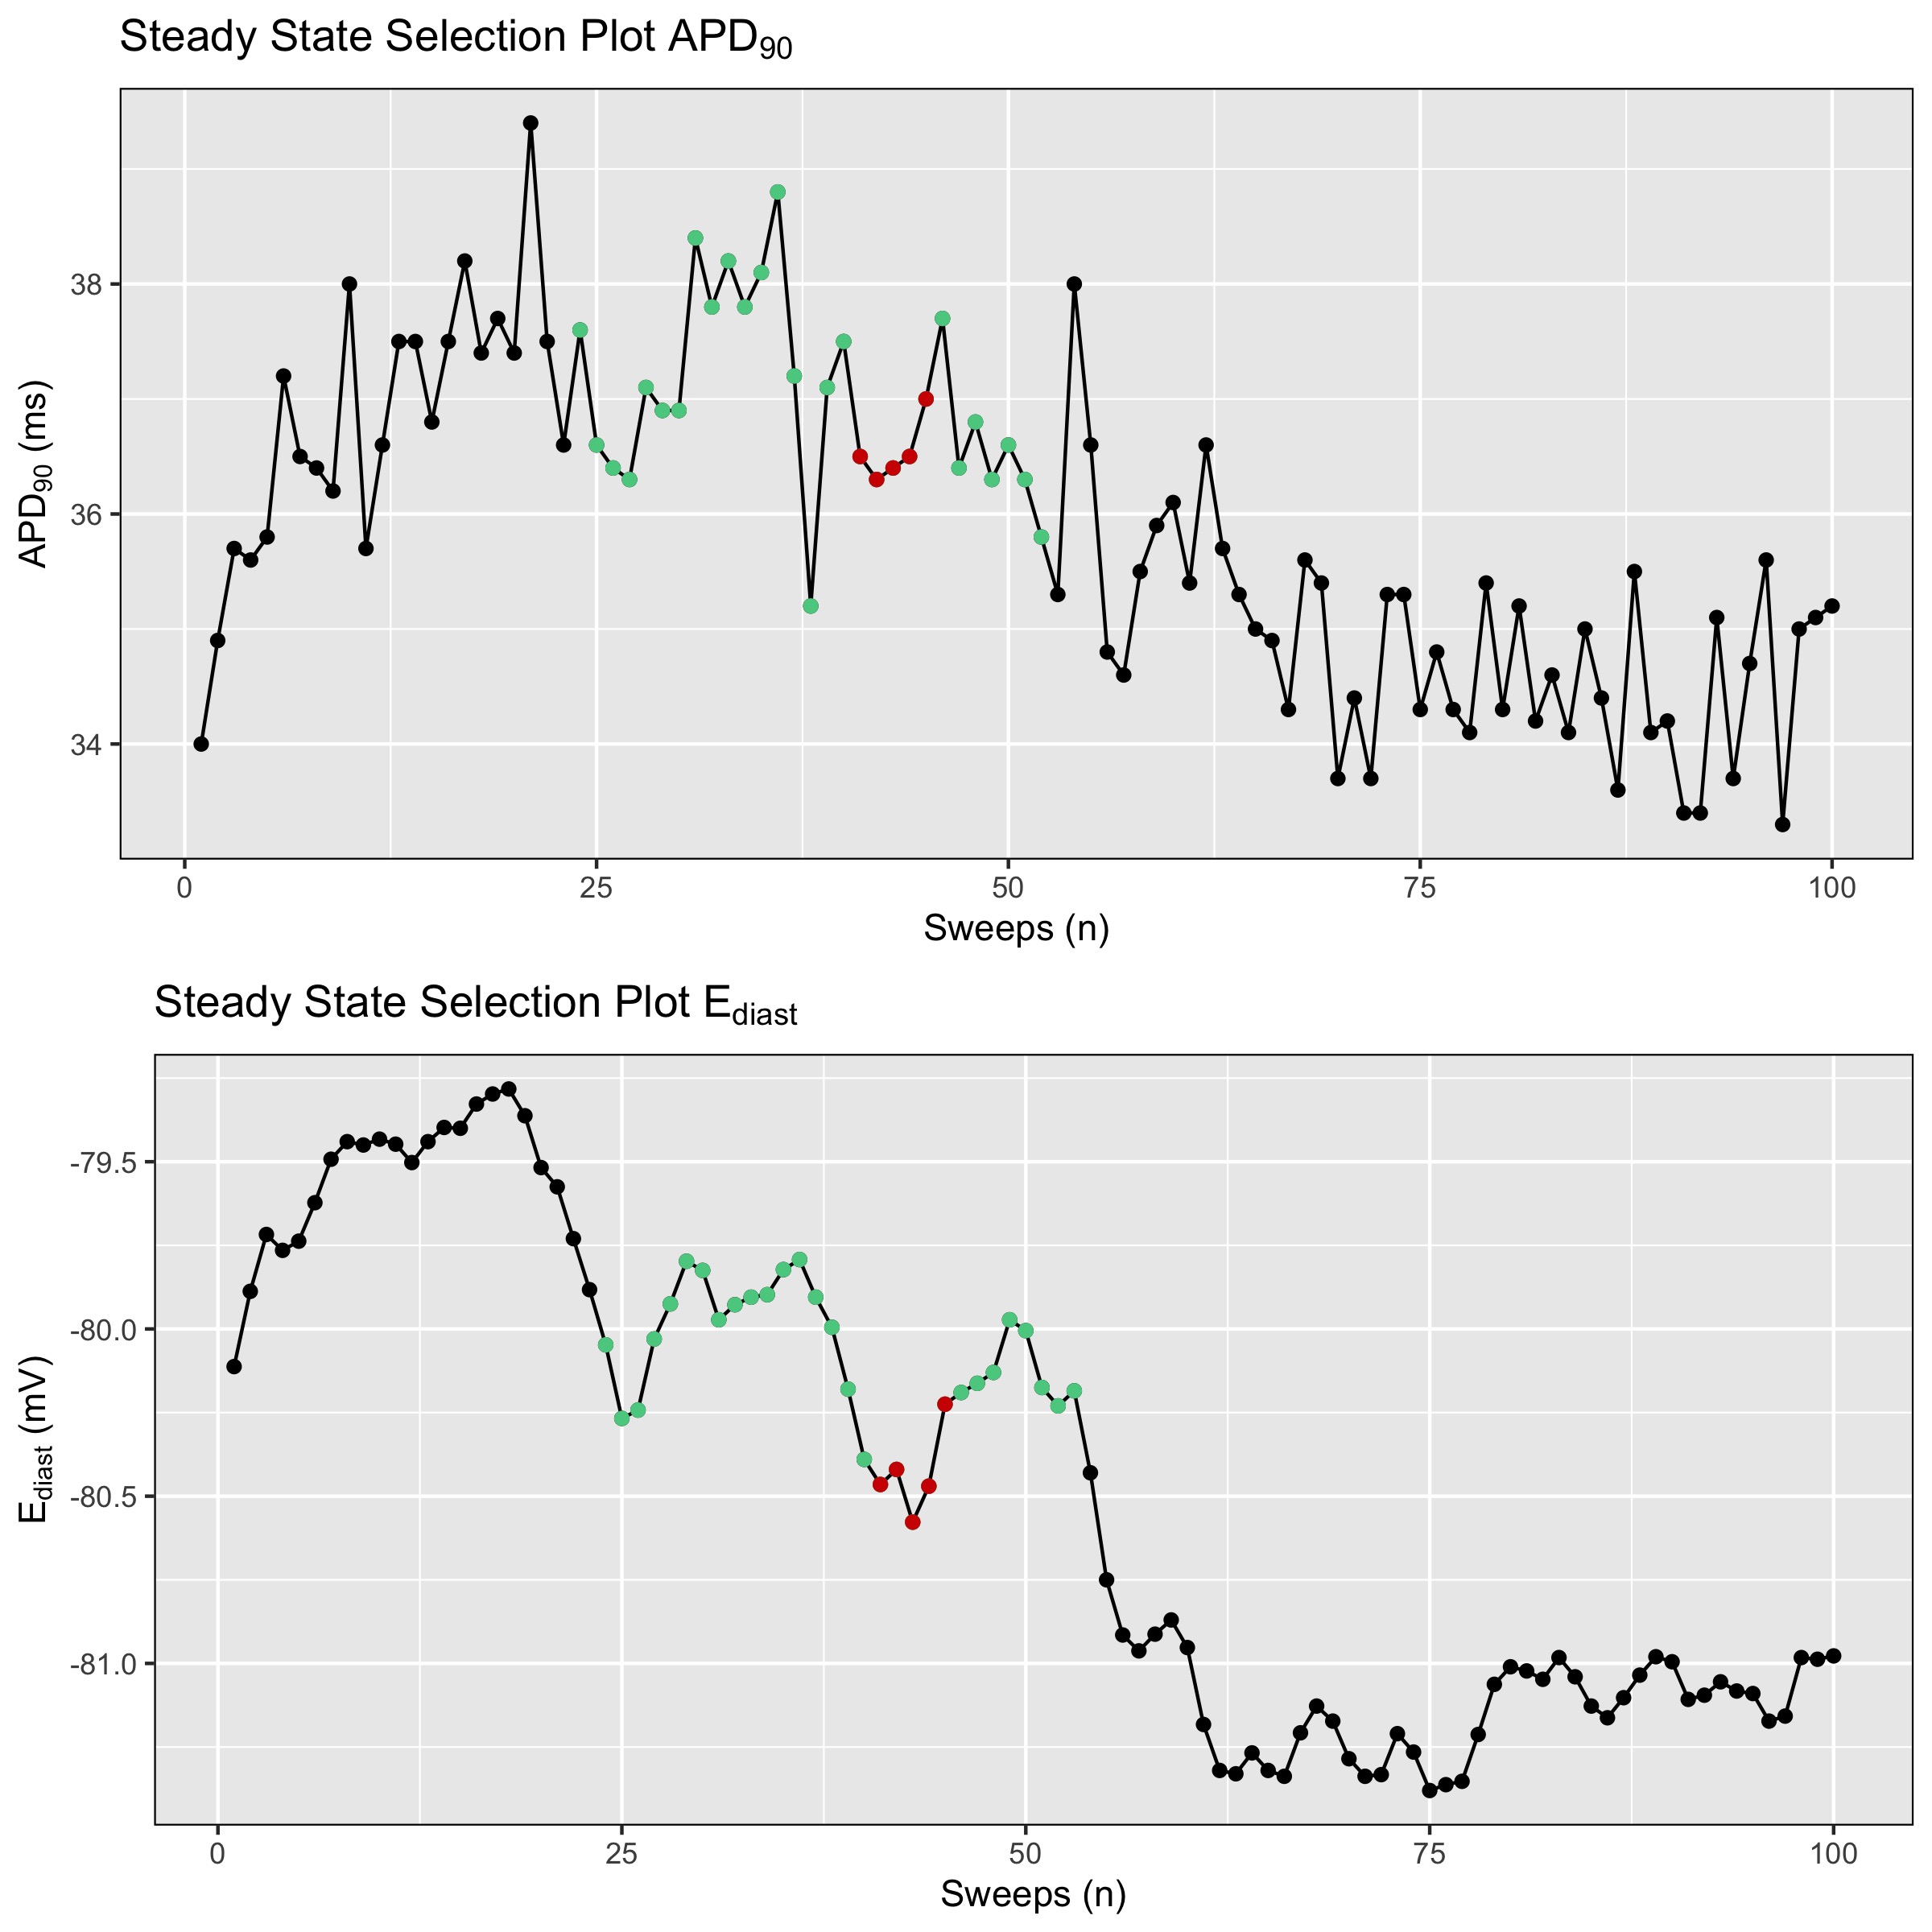 Steady State Selection Plot APD90
APD90 (ms)
38
36
34
0 25 50 75 100
Sweeps (n)
Steady State Selection Plot Ediast
Ediast (mV)
-79.5
-80.0
-80.5
-81.0
0 25 50 75 100
Sweeps (n)